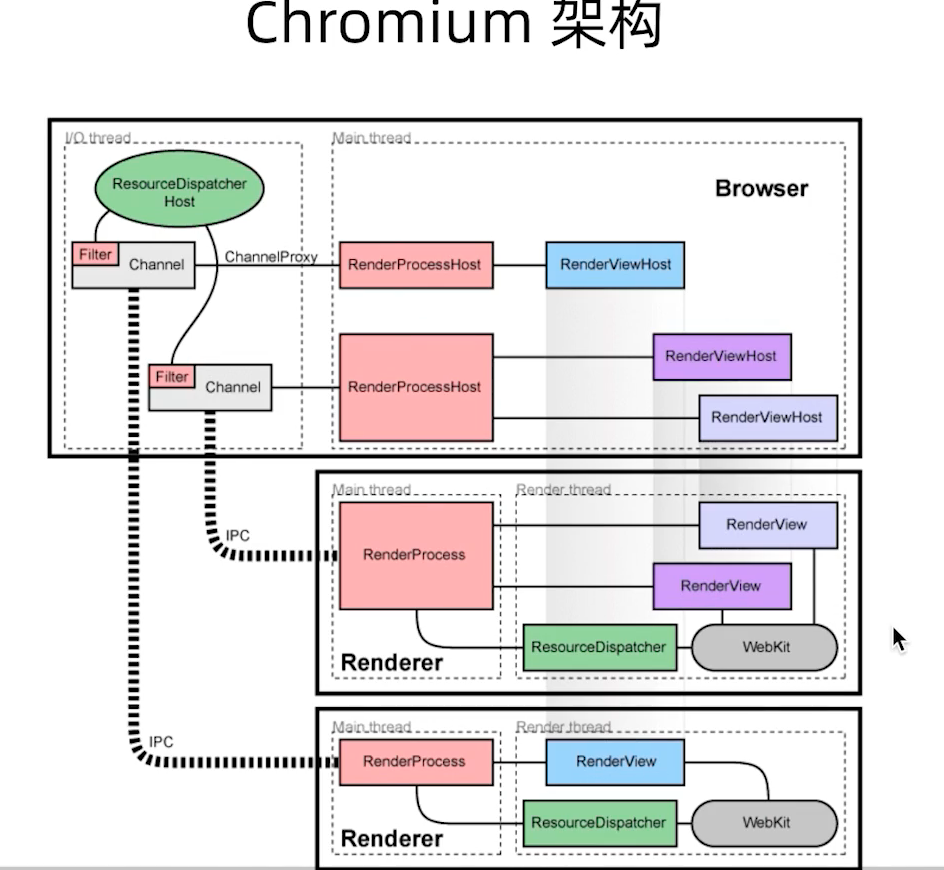 Chromium 架构
I/O thread
Main thread
ResourceDispatcher
Host
Browser
Filter
Channel
ChannelProxy
RenderProcessHost
RenderViewHost
Filter
Channel
RenderProcessHost
RenderViewHost
RenderViewHost
Main thread
Render thread
IPC
RenderProcess
RenderView
RenderView
Renderer
ResourceDispatcher
WebKit
Main thread
Render thread
IPC
RenderProcess
RenderView
Renderer
ResourceDispatcher
WebKit